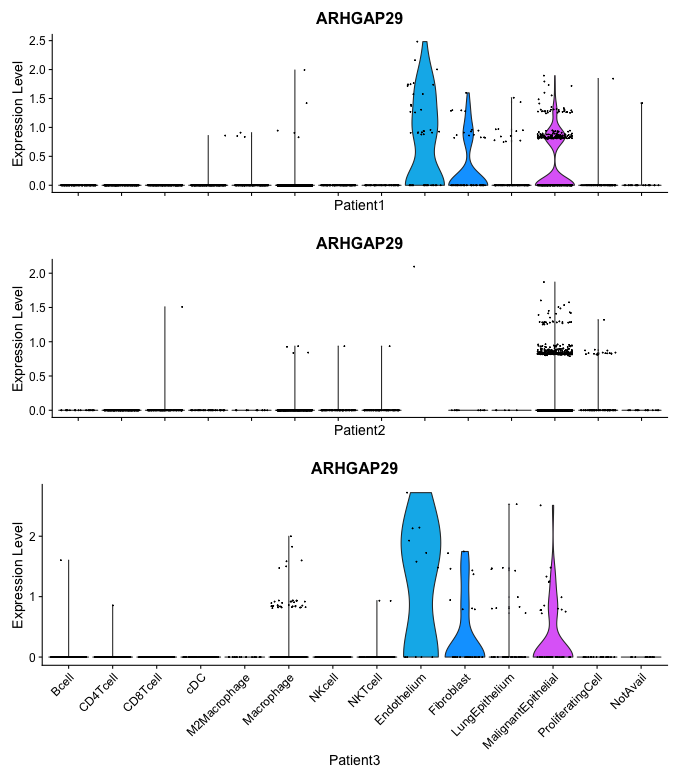 ARHGAP29
Expression Level
2.5
2.0
1.5
1.0
0.5
0.0
Patient1
ARHGAP29
Expression Level
2.0
1.5
1.0
0.5
0.0
Patient2
ARHGAP29
Expression Level
2
1
0
Bcell
CD4Tcell
CD8Tcell
cDC
M2Macrophage
Macrophage
NKcell
NKTcell
Endothelium
Fibroblast
LungEpithelium
MalignantEpithelial
ProliferatingCell
NotAvail
Patient3